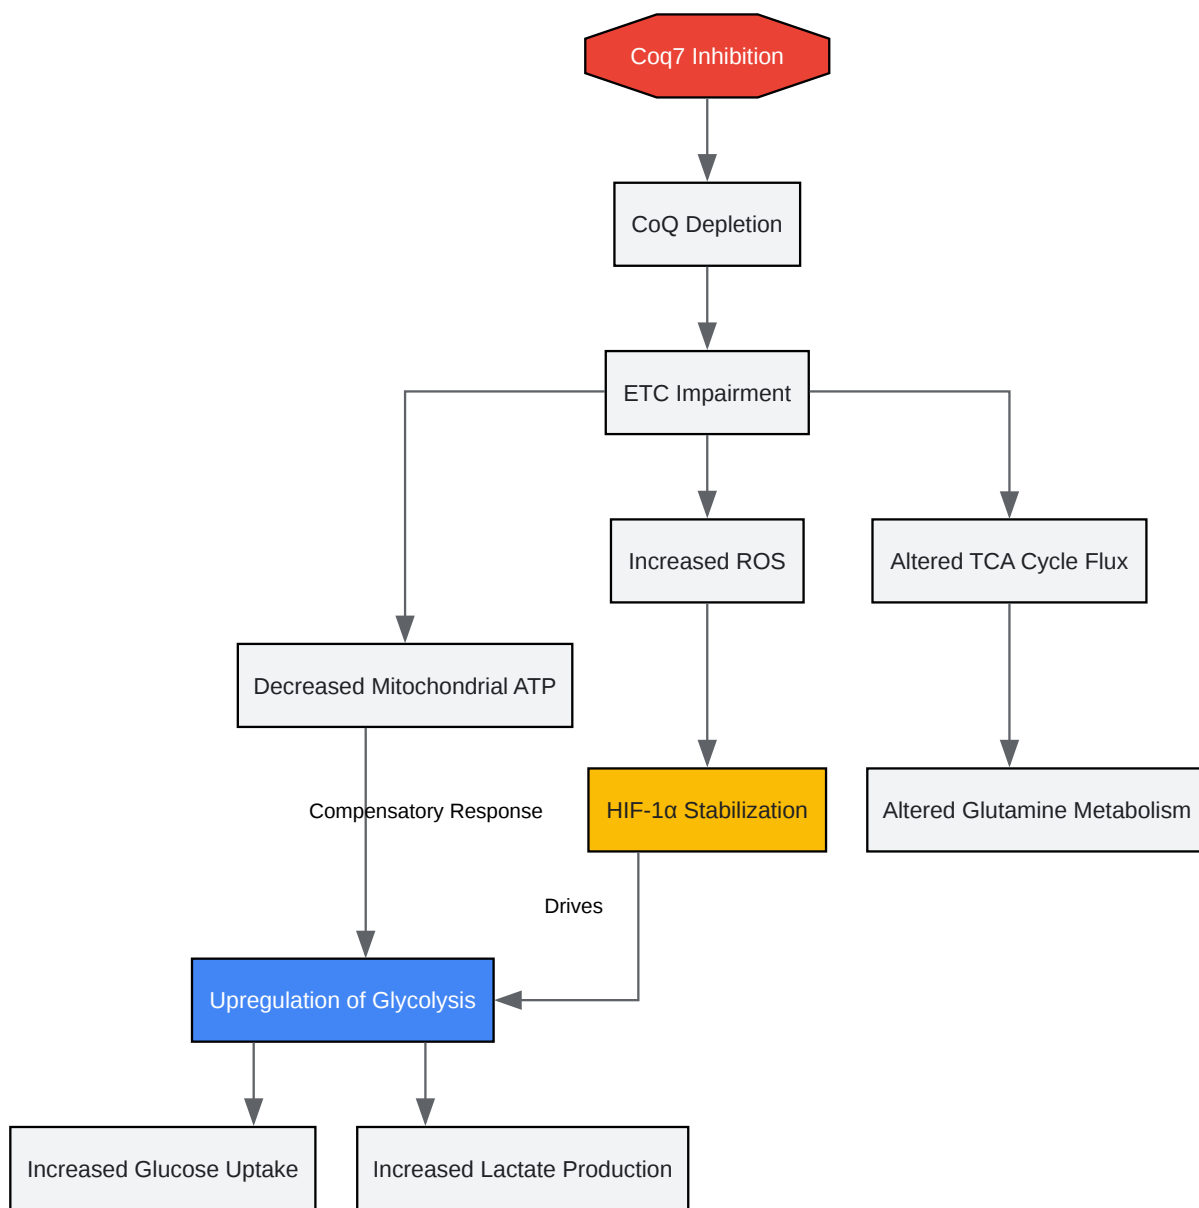 Coq7 Inhibition
CoQ Depletion
ETC Impairment
Increased ROS
Altered TCA Cycle Flux
Decreased Mitochondrial ATP
Compensatory Response
HIF-1α Stabilization
Altered Glutamine Metabolism
Drives
Upregulation of Glycolysis
Increased Glucose Uptake
Increased Lactate Production